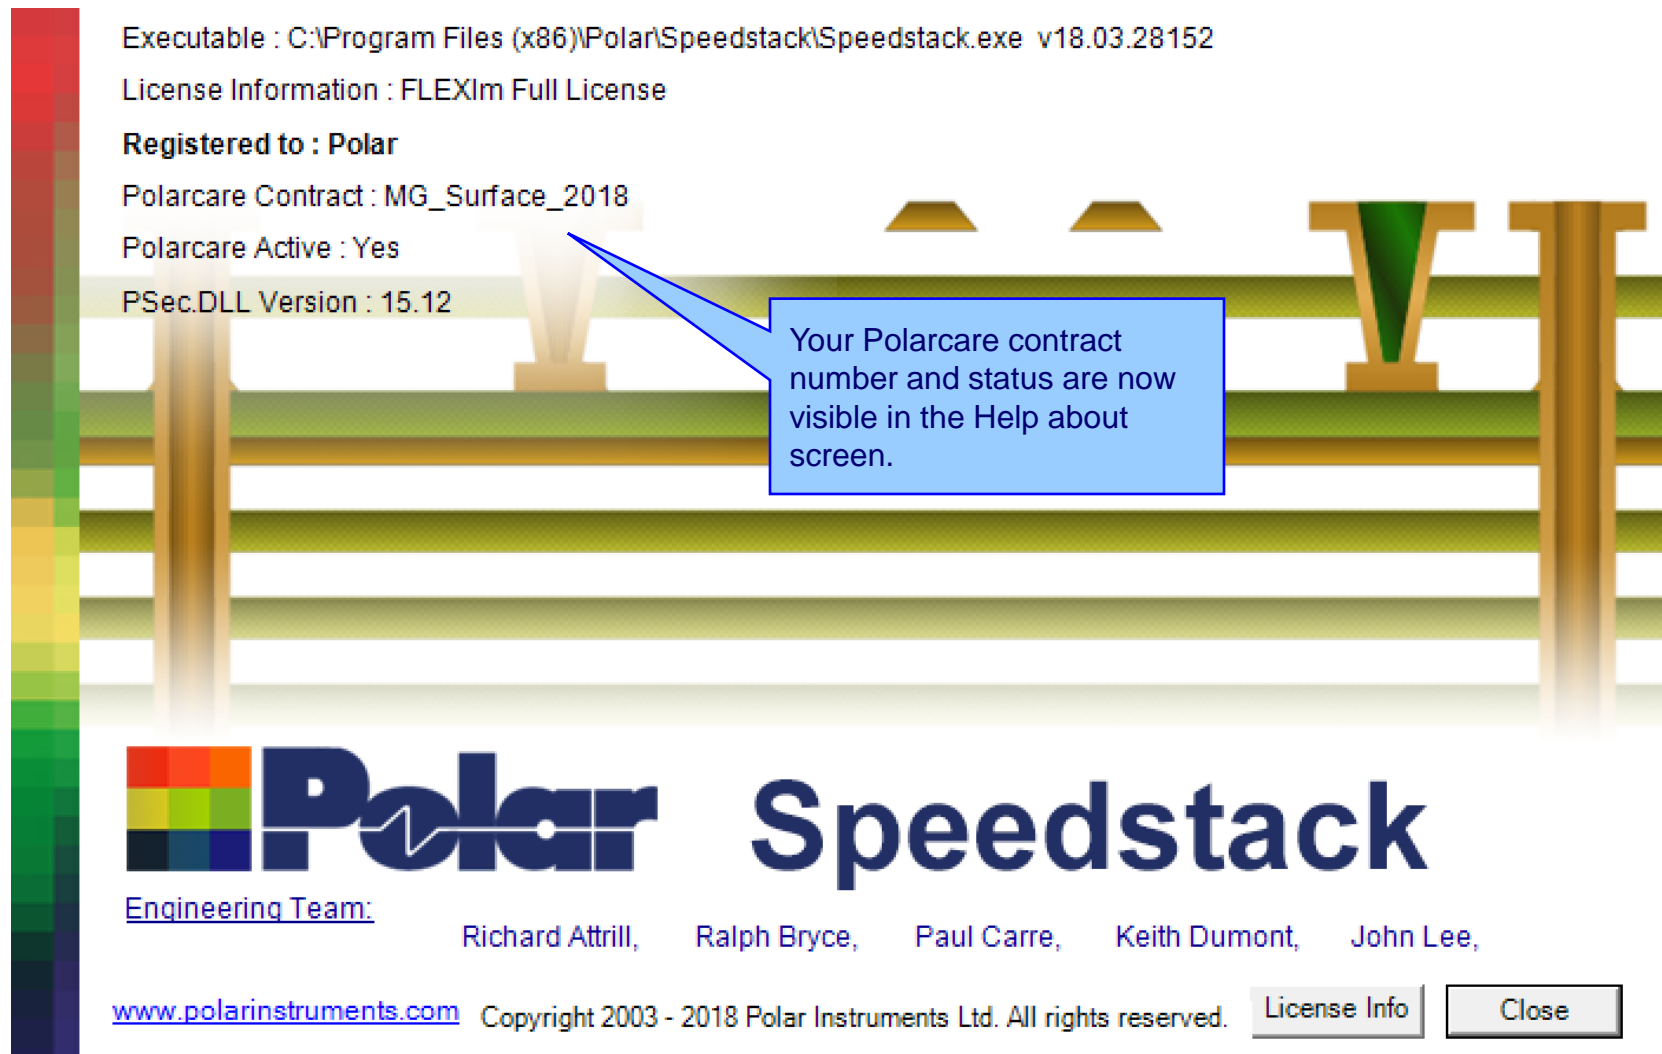 Executable : C:\Program Files (x86)\Polar\Speedstack\Speedstack.exe  v18.03.28152
License Information : FLEXlm Full License
Registered to : Polar
Polarcare Contract : MG_Surface_2018
Polarcare Active : Yes
PSec.DLL Version : 15.12
Your Polarcare contract
number and status are now
visible in the Help about
screen.
Polar Speedstack
Engineering Team:
Richard Attrill, Ralph Bryce, Paul Carre, Keith Dumont, John Lee,
www.polarinstruments.com Copyright 2003 - 2018 Polar Instruments Ltd. All rights reserved. License Info Close